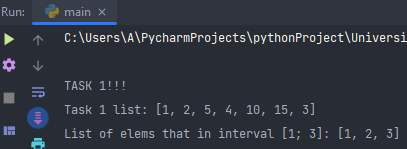 Run: main
C:\Users\A\PycharmProjects\pythonProject\Universi
TASK 1!!!
Task 1 list: [1, 2, 5, 4, 10, 15, 3]
List of elems that in interval [1; 3]: [1, 2, 3]